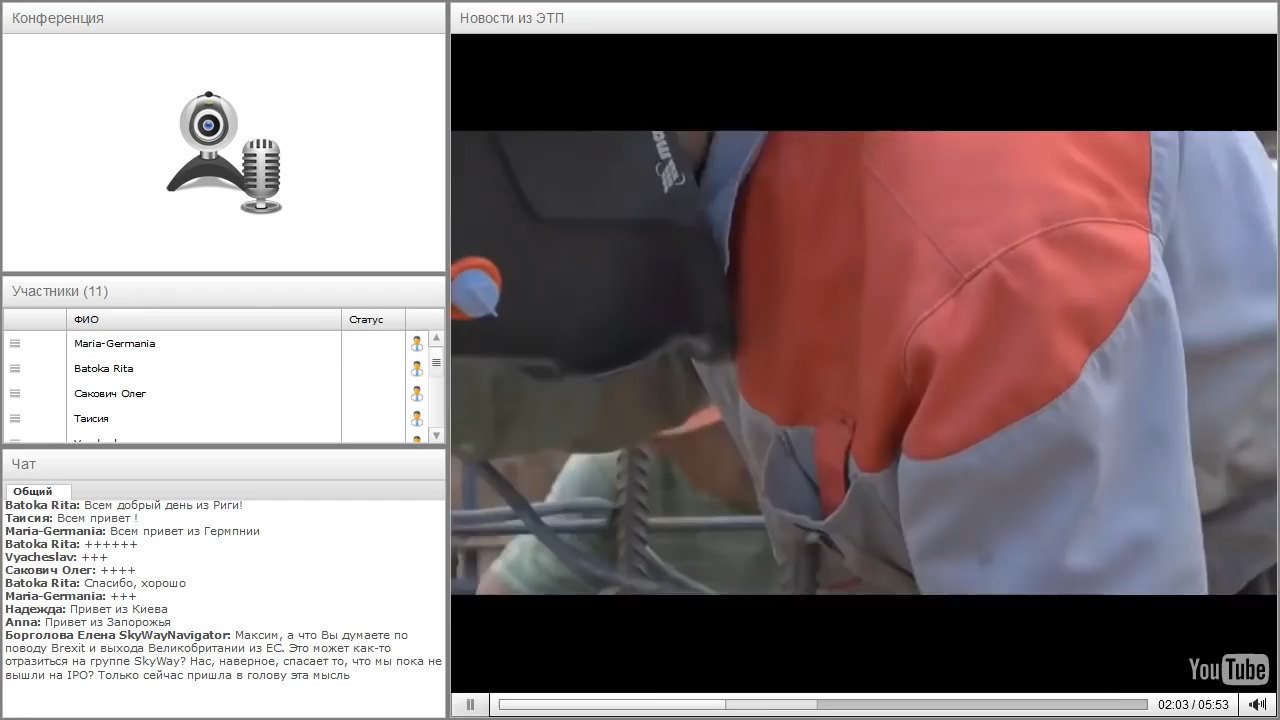 Конференция
Новости из ЭТП
Участники (11)
ФИО
Статус
Maria-Germania
Batoka Rita
Сакович Олег
Таисия
Чат
Общий
Batoka Rita: Всем добрый день из Риги!
Таисия: Всем привет !
Maria-Germania: Всем привет из Гермпнии
Batoka Rita: ++++++
Vyacheslav: +++
Сакович Олег: ++++
Batoka Rita: Спасибо, хорошо
Maria-Germania: +++
Надежда: Привет из Киева
Anna: Привет из Запорожья
Борголова Елена SkyWayNavigator: Максим, а что Вы думаете по
поводу Brexit и выхода Великобритании из ЕС. Это может как-то
отразиться на группе SkyWay? Нас, наверное, спасает то, что мы пока не
вышли на IPO? Только сейчас пришла в голову эта мысль
YouTube
02:03 / 05:53